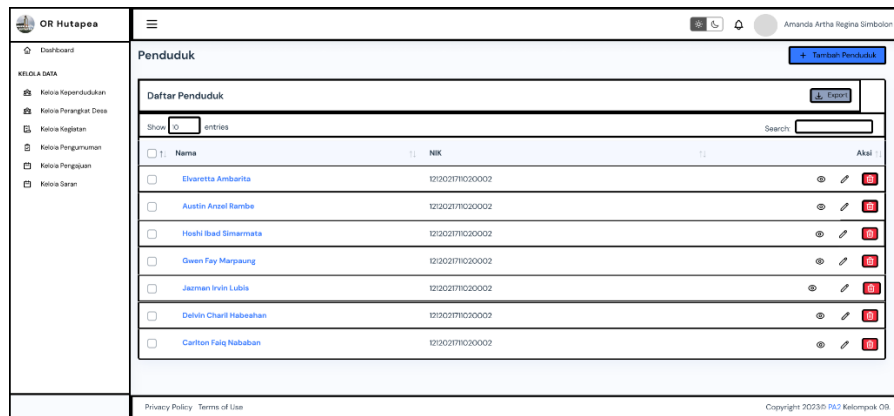 OR Hutapea
Amanda Artha Regina Simbolon
Dashboard
KELOLA DATA
Kelola Kependudukan
Kelola Perangkat Desa
Kelola Kegiatan
Kelola Pengumuman
Kelola Pengajuan
Kelola Saran
Penduduk
+ Tambah Penduduk
Daftar Penduduk
Export
Show 10 entries
Search:
Nama NIK Aksi
Elvaretta Ambarita 1212021711020002
Austin Anzel Rambe 1212021711020002
Hoshi Ibad Simarmata 1212021711020002
Gwen Fay Marpaung 1212021711020002
Jazman Irvin Lubis 1212021711020002
Delvin Charil Habeahan 1212021711020002
Carlton Faiq Nababan 1212021711020002
Privacy Policy Terms of Use
Copyright 2023© PA2 Kelompok 09.